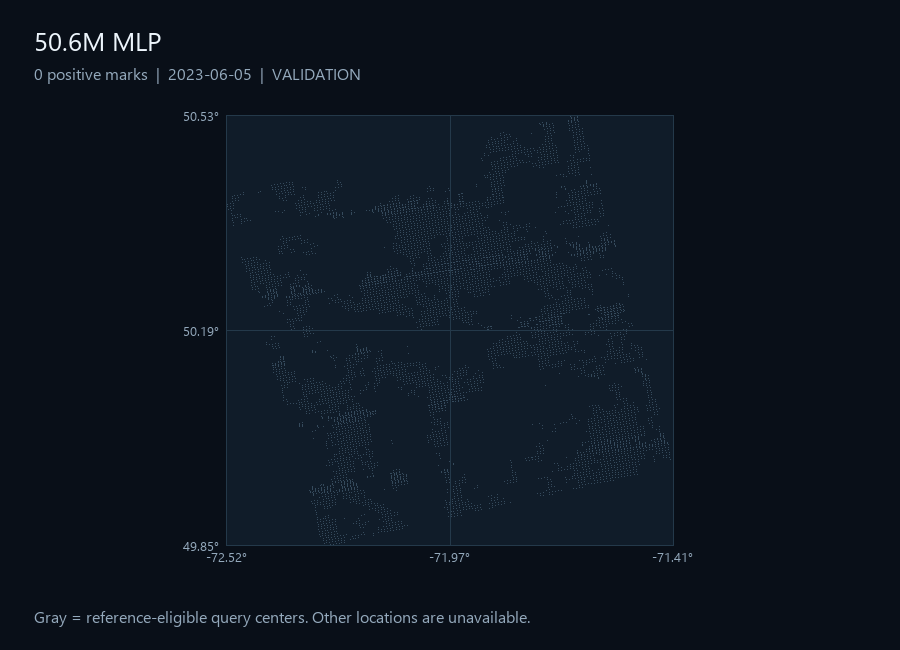 50.6M MLP
0 positive marks | 2023-06-05 | VALIDATION
50.53°
50.19°
49.85°
-72.52° -71.97° -71.41°
Gray = reference-eligible query centers. Other locations are unavailable.